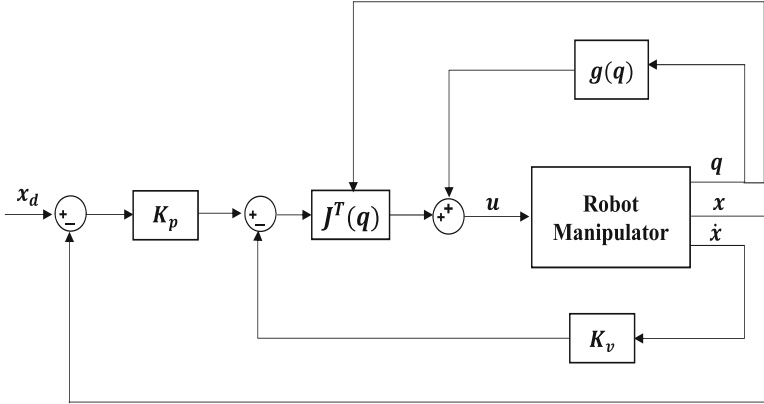 g(q)
x_d
+
−
K_p
+
−
J^T(q)
+
+
u
Robot
Manipulator
q
x
ẋ
K_v